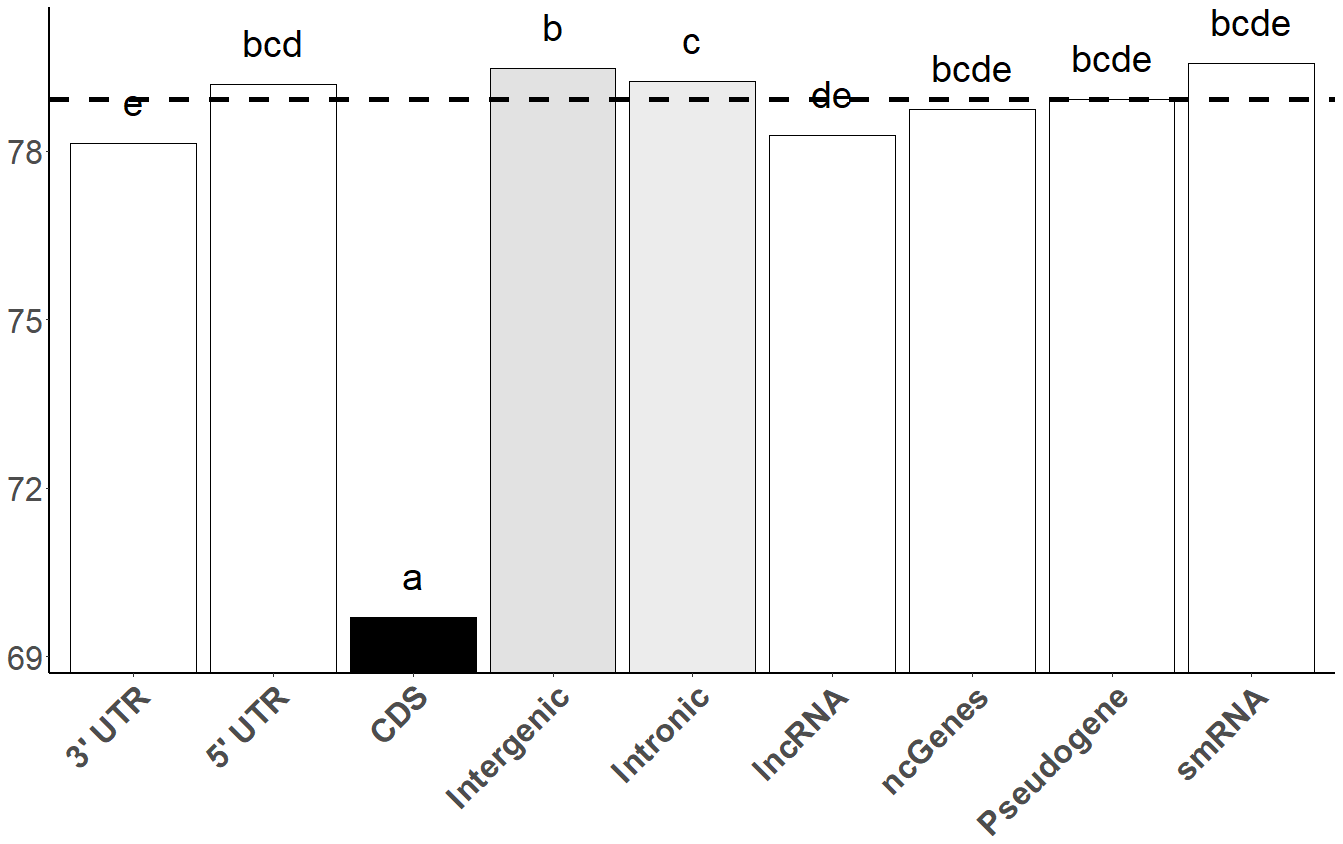 bcde
b
c
bcd
bcde
bcde
e
de
78
75
72
a
69
3' UTR
5' UTR
CDS
Intergenic
Intronic
lncRNA
ncGenes
Pseudogene
smRNA